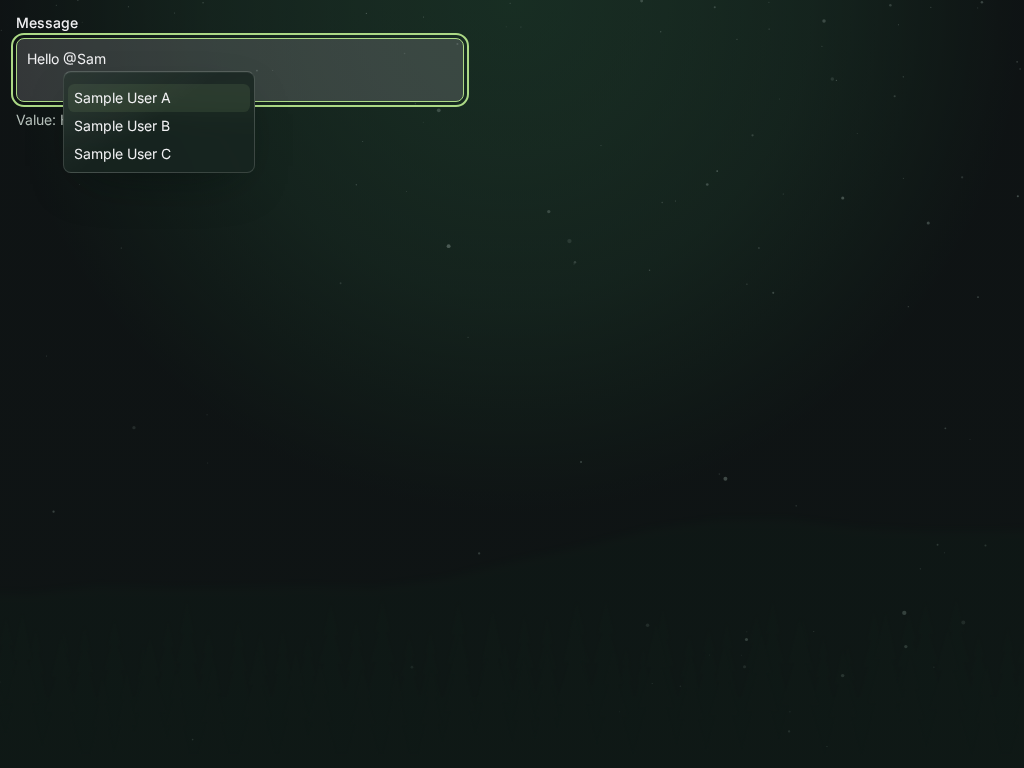 Message
Hello @Sam
Sample User A
Value:
Sample User B
Sample User C